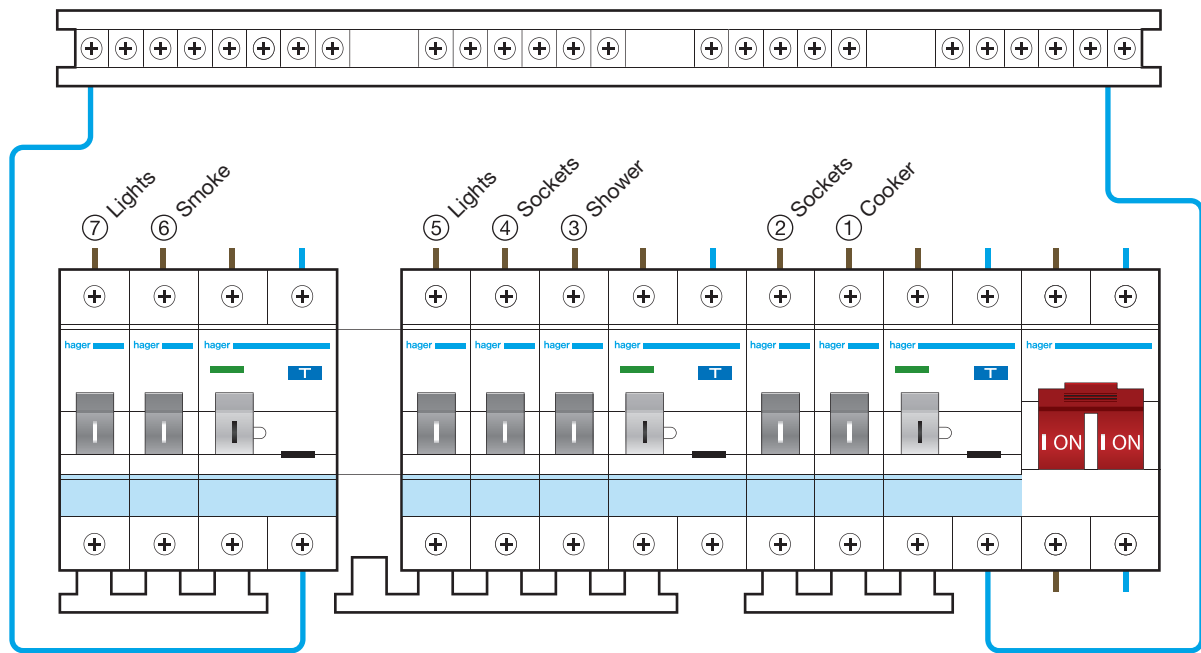 ⑦ Lights
⑥ Smoke
⑤ Lights
④ Sockets
③ Shower
② Sockets
① Cooker
hager
hager
hager
hager
hager
hager
hager
hager
hager
hager
hager
T
T
T
I ON
I ON